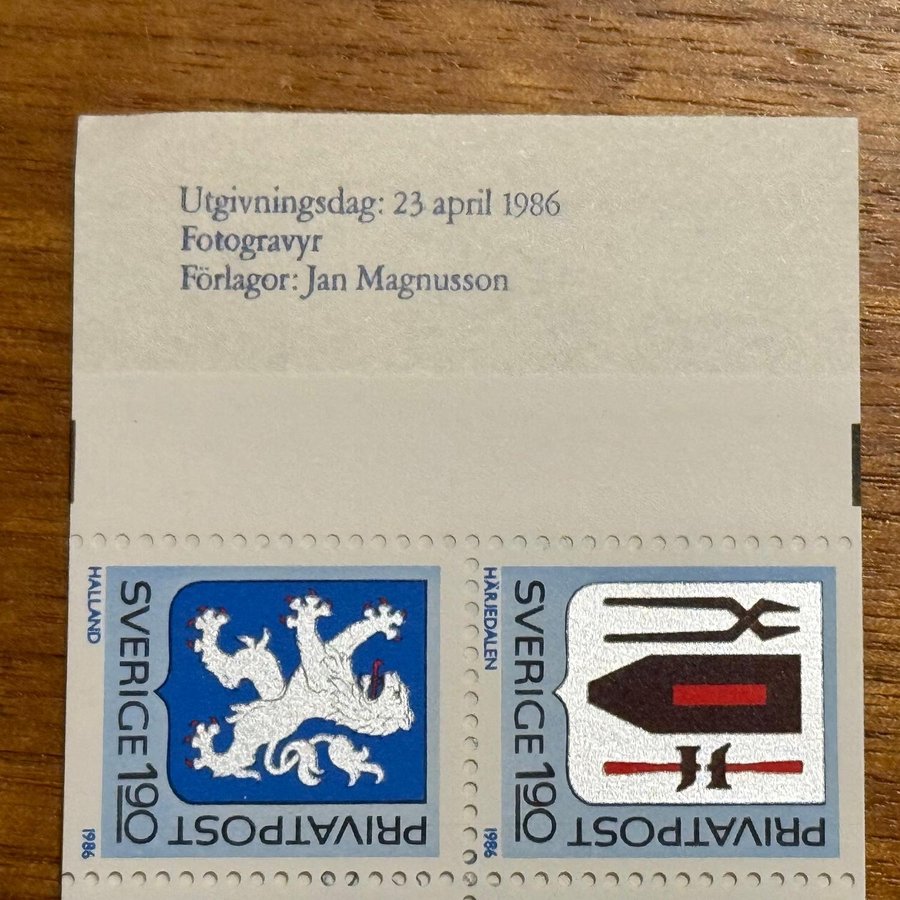 Utgivningsdag: 23 april 1986
Fotogravyr
Förlagor: Jan Magnusson
HALLAND
1986
SVERIGE 190
PRIVATPOST
HÄRJEDALEN
1986
SVERIGE 190
PRIVATPOST